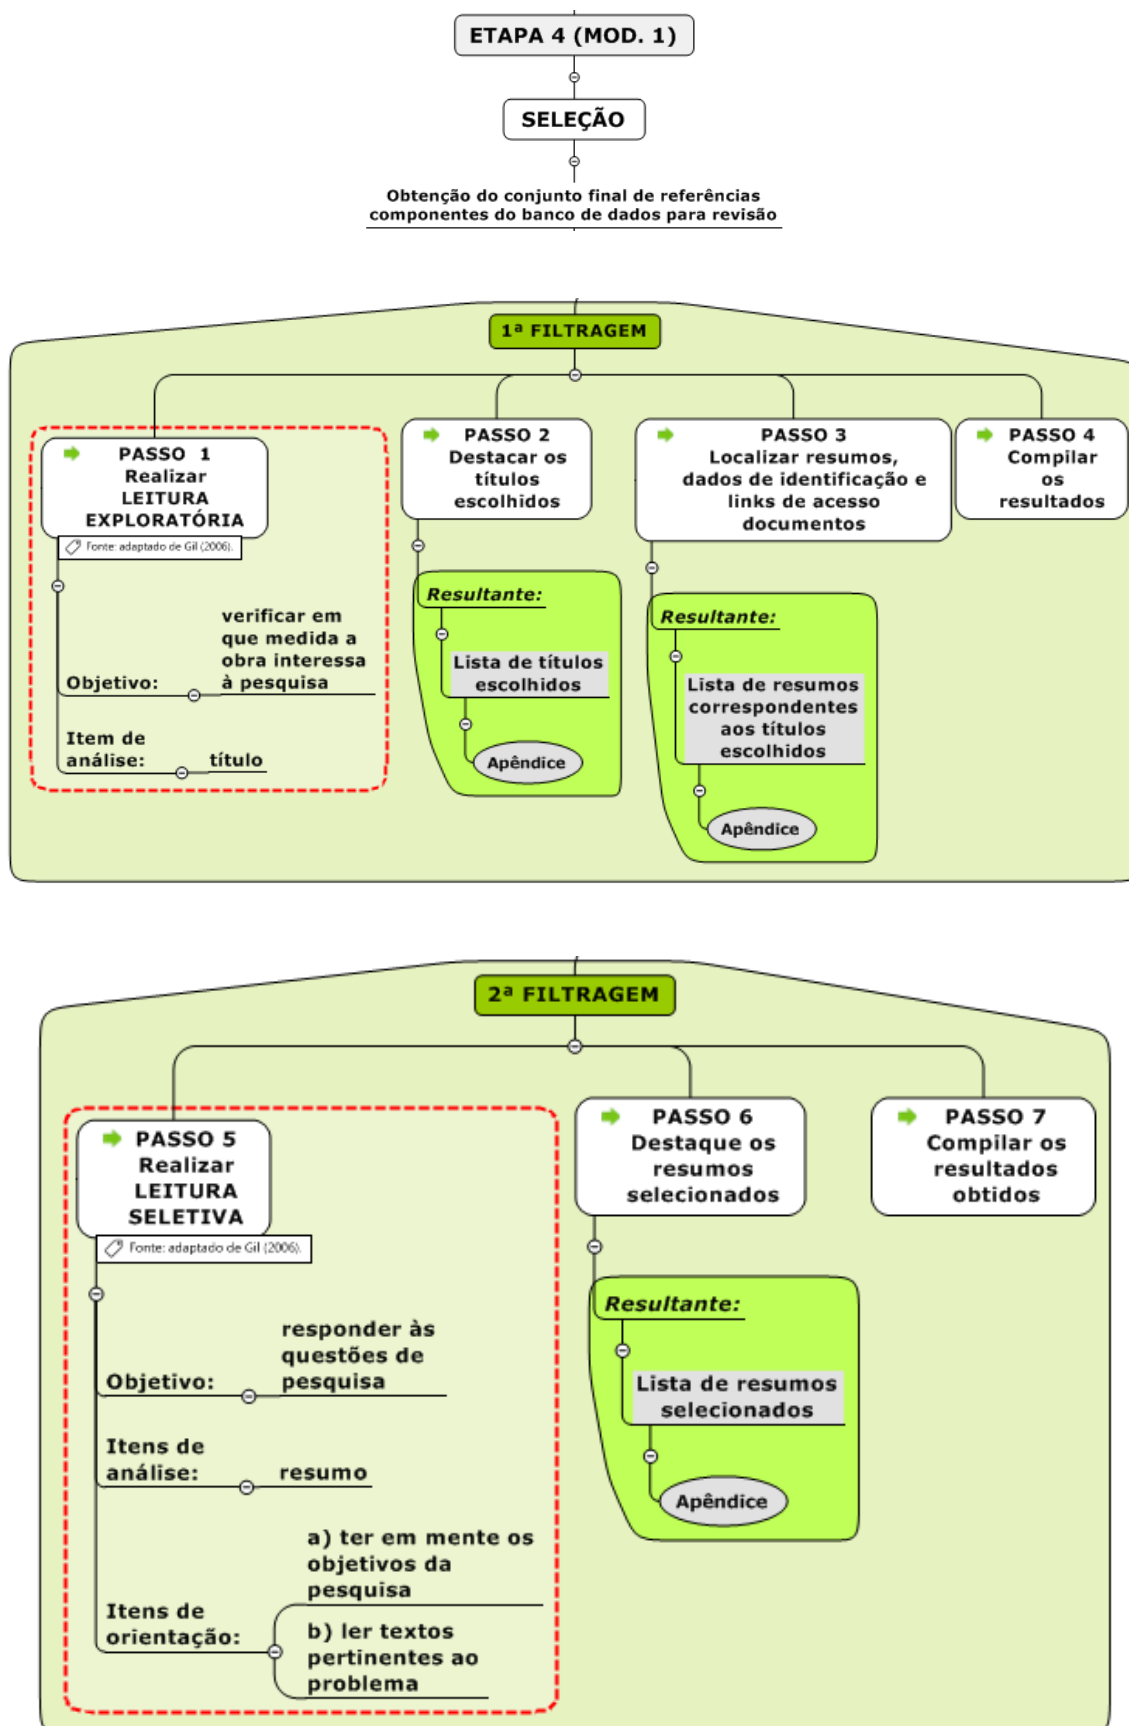 ETAPA 4 (MOD. 1)
SELEÇÃO
Obtenção do conjunto final de referências
componentes do banco de dados para revisão
1ª FILTRAGEM
PASSO 1
Realizar
LEITURA
EXPLORATÓRIA
Fonte: adaptado de Gil (2006).
Objetivo:
verificar em
que medida a
obra interessa
à pesquisa
Item de
análise:
título
PASSO 2
Destacar os
títulos
escolhidos
Resultante:
Lista de títulos
escolhidos
Apêndice
PASSO 3
Localizar resumos,
dados de identificação e
links de acesso
documentos
Resultante:
Lista de resumos
correspondentes
aos títulos
escolhidos
Apêndice
PASSO 4
Compilar
os
resultados
2ª FILTRAGEM
PASSO 5
Realizar
LEITURA
SELETIVA
Fonte: adaptado de Gil (2006).
Objetivo:
responder às
questões de
pesquisa
Itens de
análise:
resumo
Itens de
orientação:
a) ter em mente os
objetivos da
pesquisa
b) ler textos
pertinentes ao
problema
PASSO 6
Destaque os
resumos
selecionados
Resultante:
Lista de resumos
selecionados
Apêndice
PASSO 7
Compilar os
resultados
obtidos